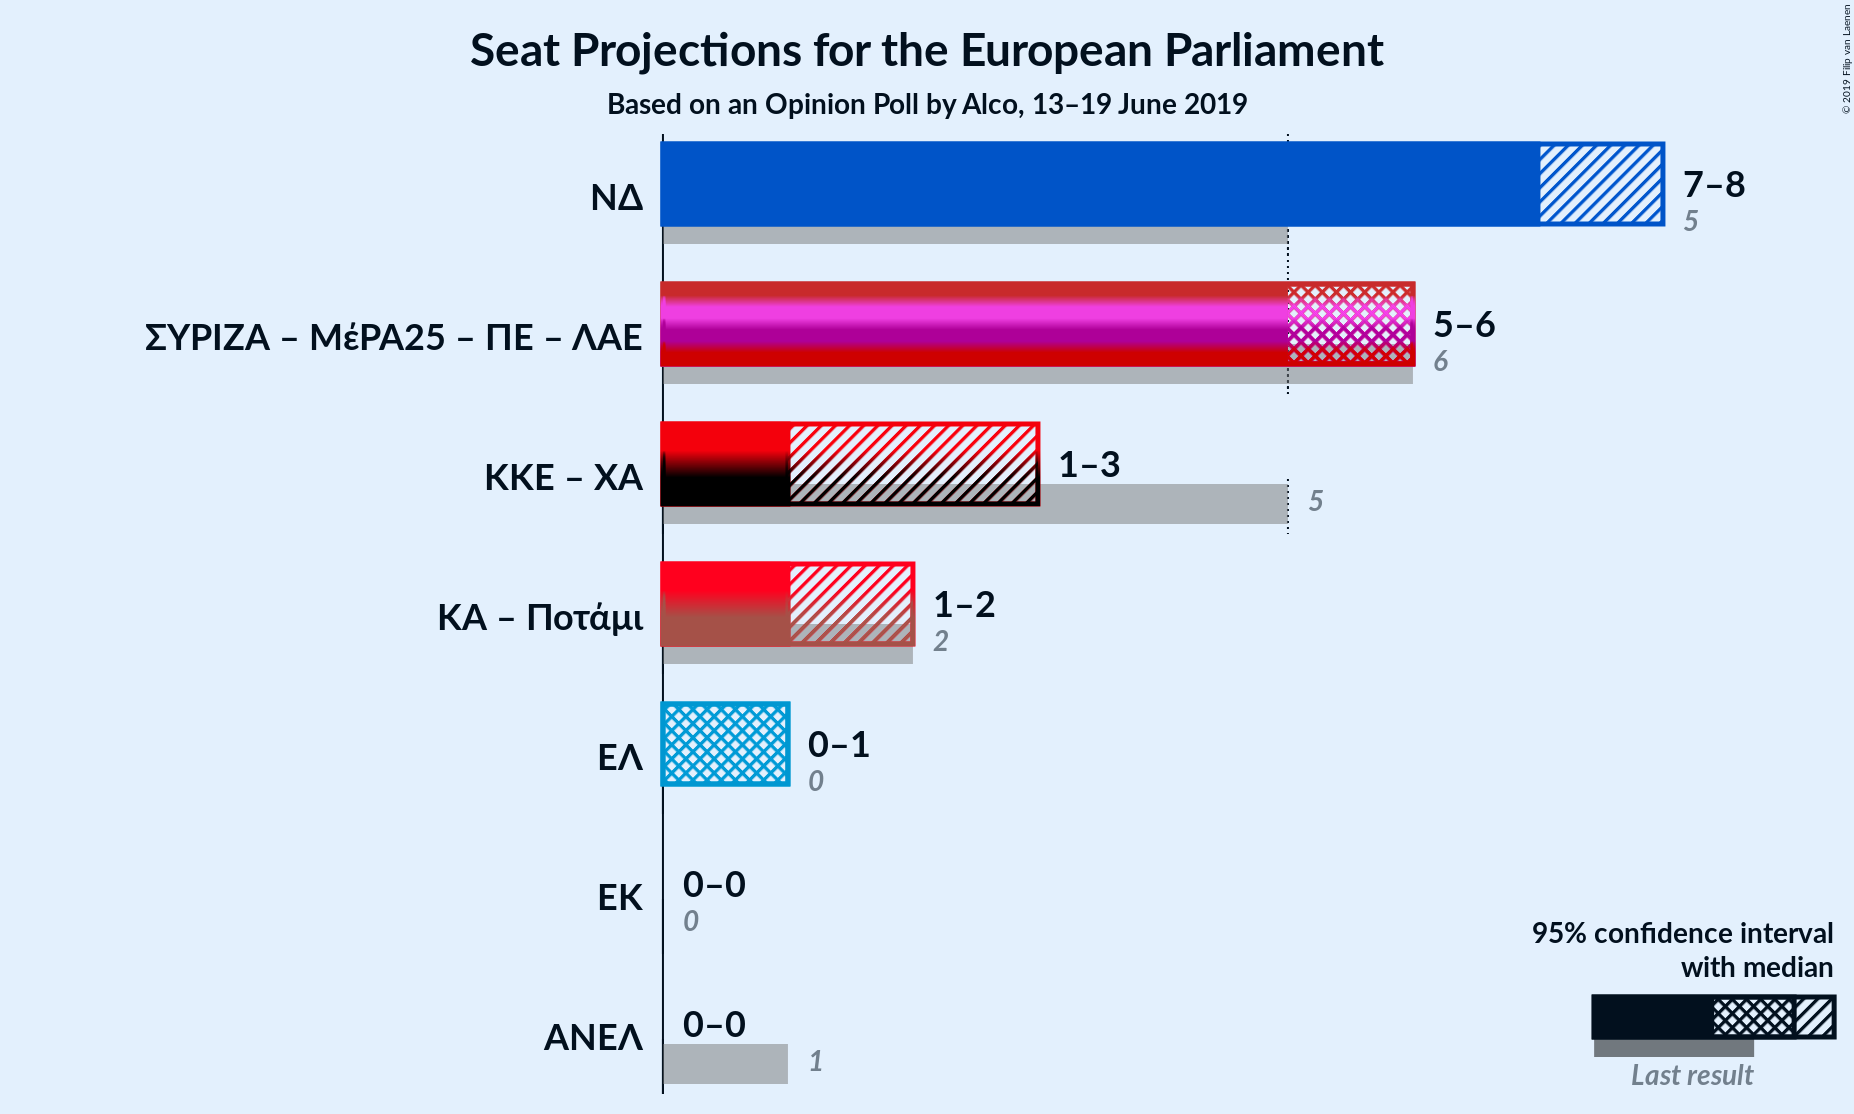 Seat Projections for the European Parliament
Based on an Opinion Poll by Alco, 13–19 June 2019
© 2019 Filip van Laenen
ΝΔ
7–8
5
ΣΥΡΙΖΑ – ΜέΡΑ25 – ΠΕ – ΛΑΕ
5–6
6
ΚΚΕ – ΧΑ
1–3
5
ΚΑ – Ποτάμι
1–2
2
ΕΛ
0–1
0
ΕΚ
0–0
0
ΑΝΕΛ
0–0
1
95% confidence interval
with median
Last result